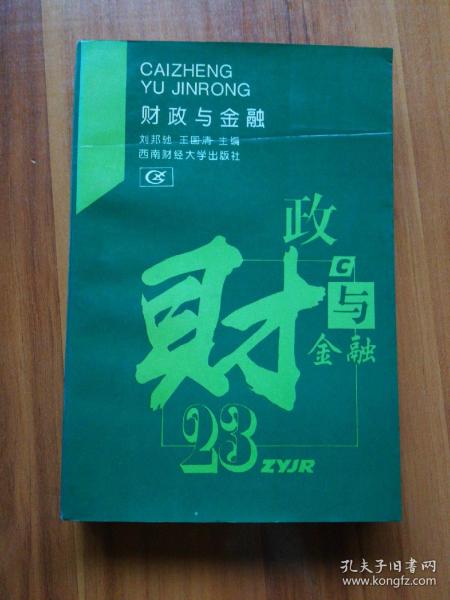 CAIZHENG
YU JINRONG
财政与金融
刘邦驰 王国清 主编
西南财经大学出版社
政
C
与
财
金融
23
ZYJR
孔夫子旧书网
www.kongfz.com